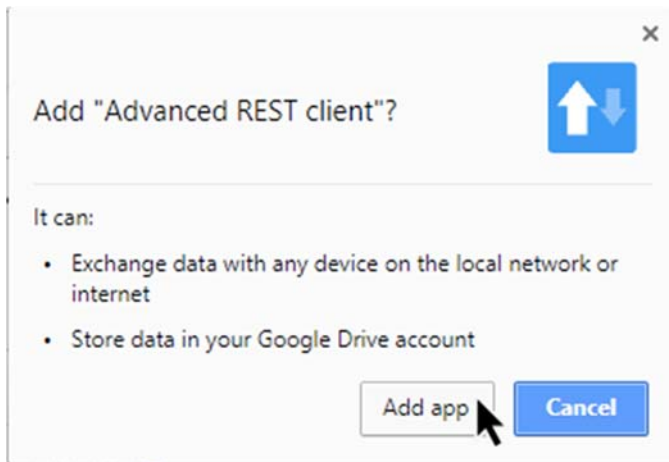 Add "Advanced REST client"?
It can:
• Exchange data with any device on the local network or
internet
• Store data in your Google Drive account
Add app
Cancel